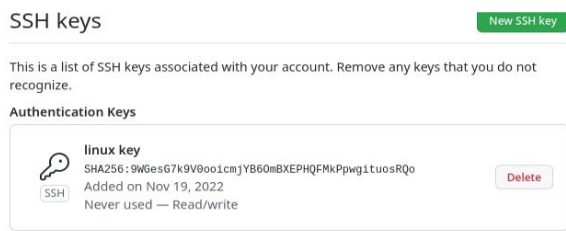 SSH keys
New SSH key
This is a list of SSH keys associated with your account. Remove any keys that you do not
recognize.
Authentication Keys
linux key
SHA256:9WGesG7k9V0ooicmjYB6OmBXEPHQFMkPpwgituosRQo
SSH
Added on Nov 19, 2022
Never used — Read/write
Delete